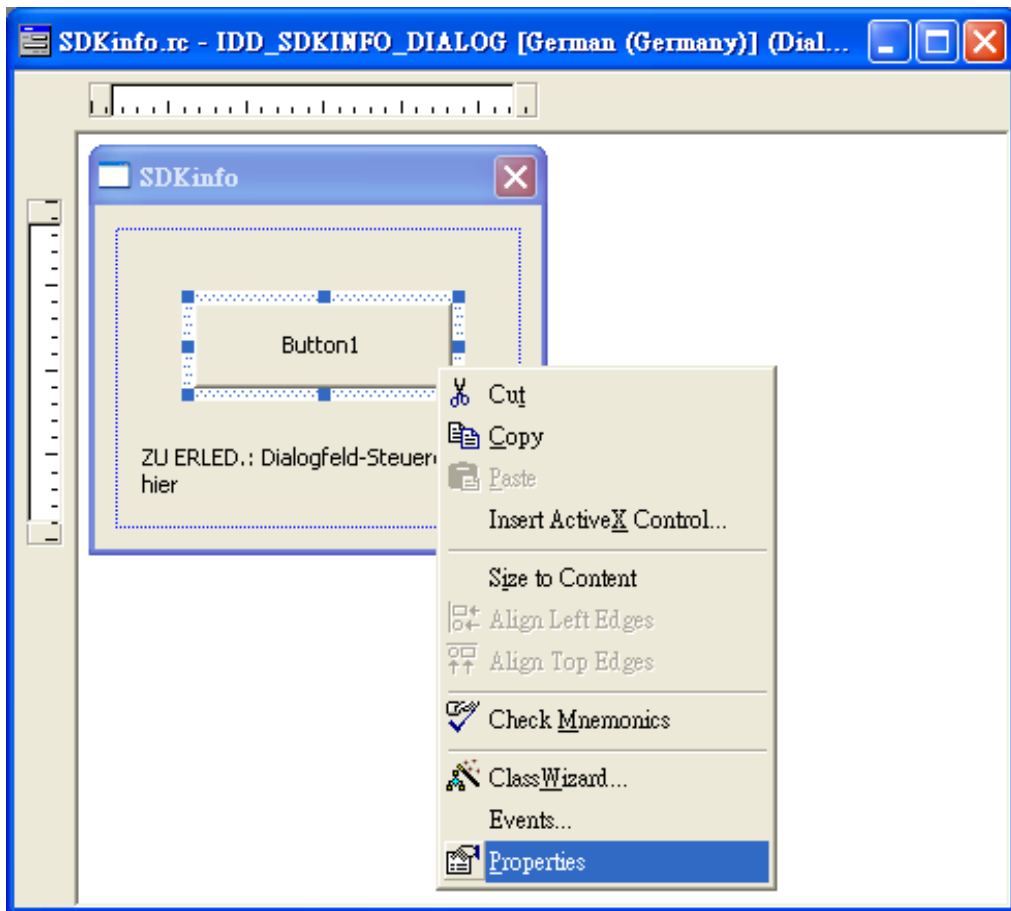 SDKinfo.rc - IDD_SDKINFO_DIALOG [German (Germany)] (Dial...
SDKinfo
Button1
ZU ERLED.: Dialogfeld-Steuer
hier
Cut
Copy
Paste
Insert ActiveX Control...
Size to Content
Align Left Edges
Align Top Edges
Check Mnemonics
ClassWizard...
Events...
Properties